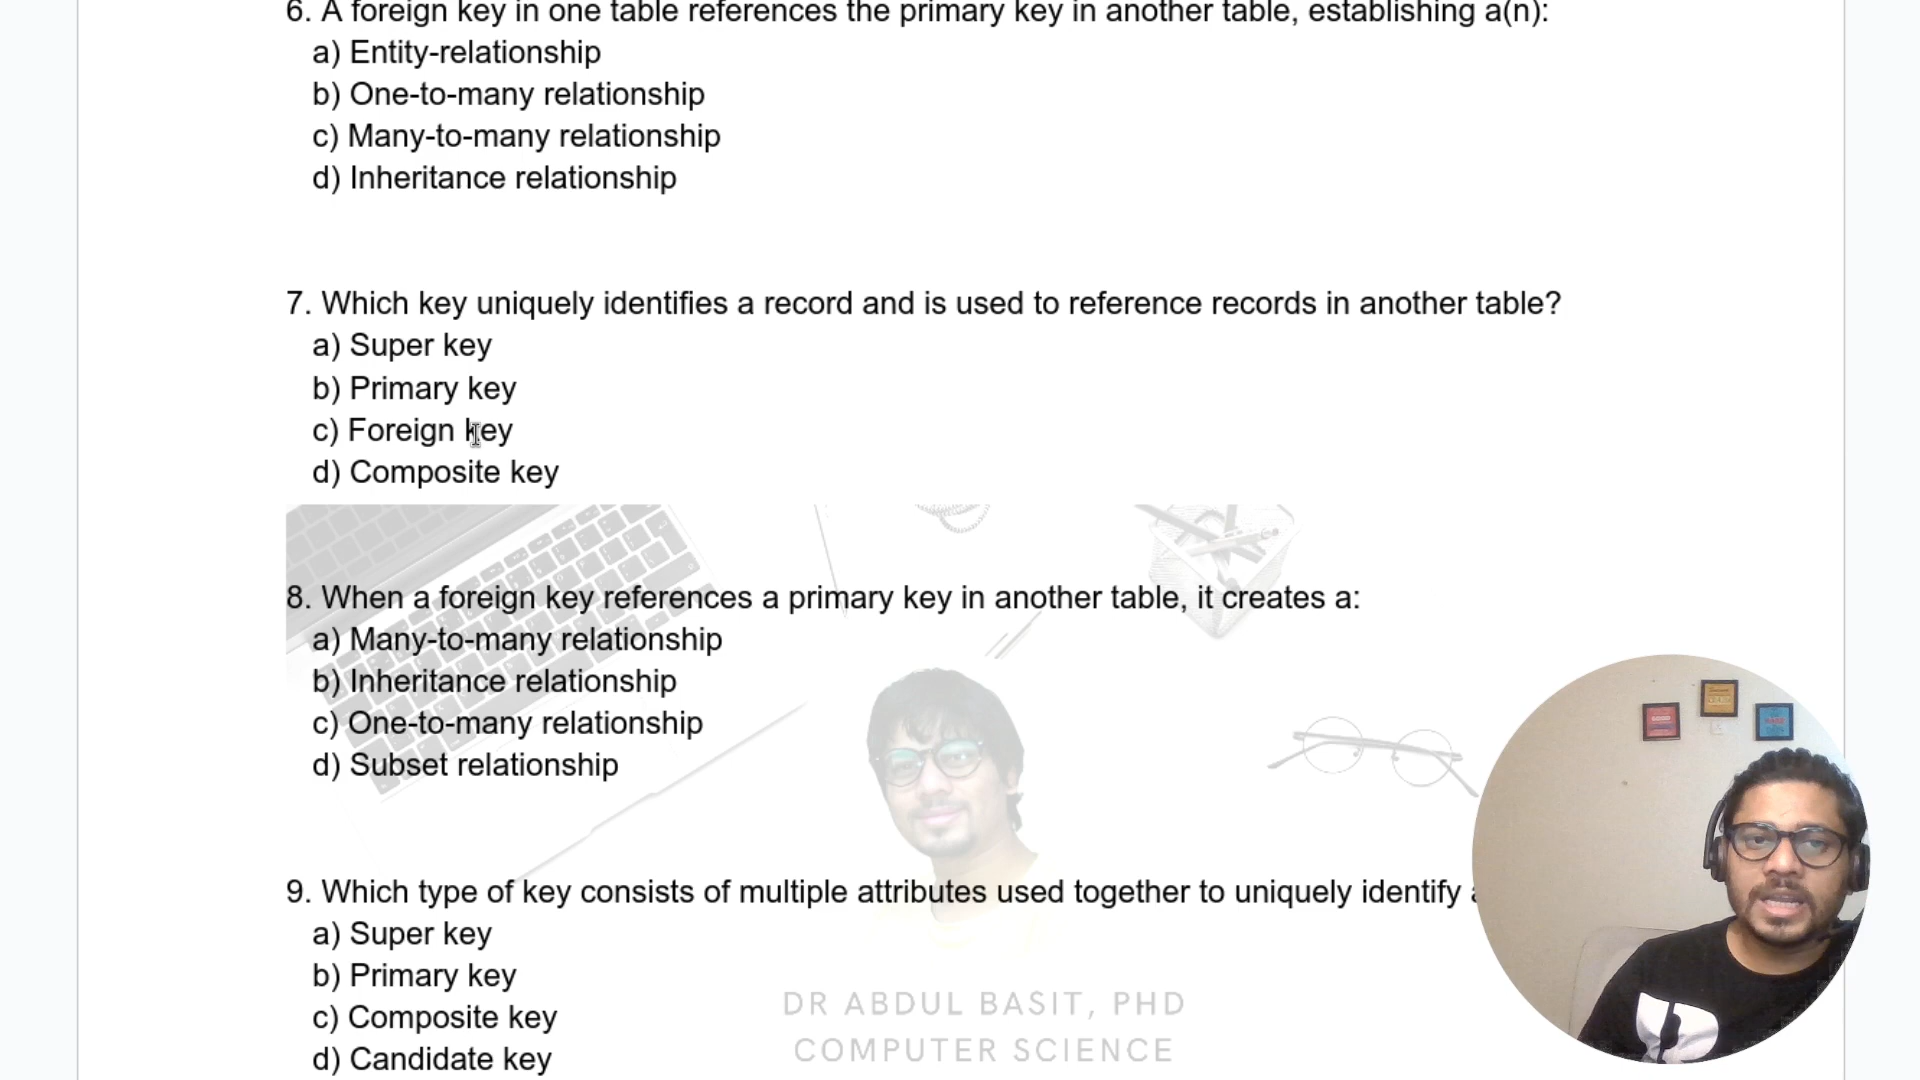 6. A foreign key in one table references the primary key in another table, establishing a(n):
a) Entity-relationship
b) One-to-many relationship
c) Many-to-many relationship
d) Inheritance relationship
7. Which key uniquely identifies a record and is used to reference records in another table?
a) Super key
b) Primary key
c) Foreign key
d) Composite key
8. When a foreign key references a primary key in another table, it creates a:
a) Many-to-many relationship
b) Inheritance relationship
c) One-to-many relationship
d) Subset relationship
9. Which type of key consists of multiple attributes used together to uniquely identify
a) Super key
b) Primary key
c) Composite key
d) Candidate key
DR ABDUL BASIT, PHD
COMPUTER SCIENCE